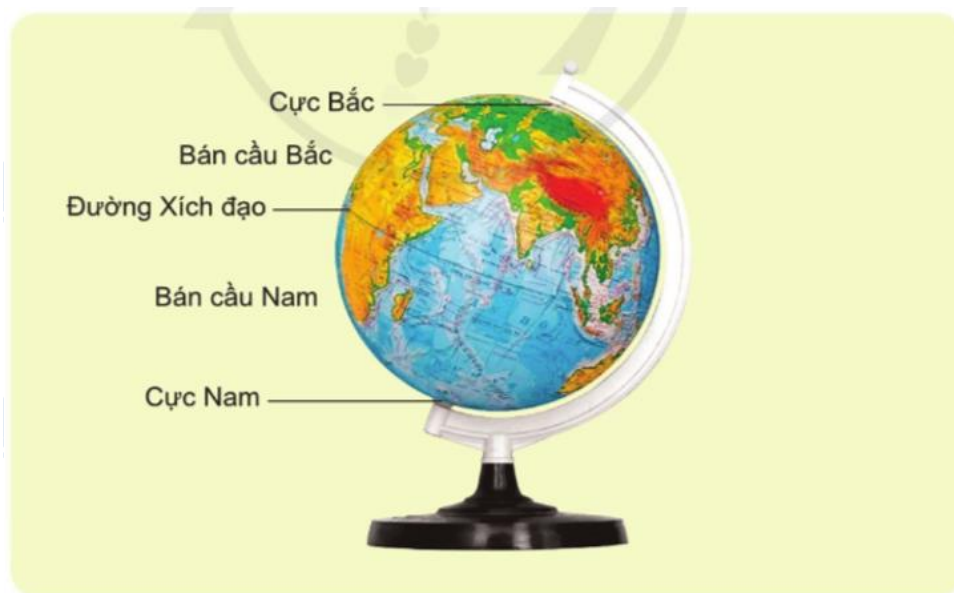 Cực Bắc
Bán cầu Bắc
Đường Xích đạo
Bán cầu Nam
Cực Nam